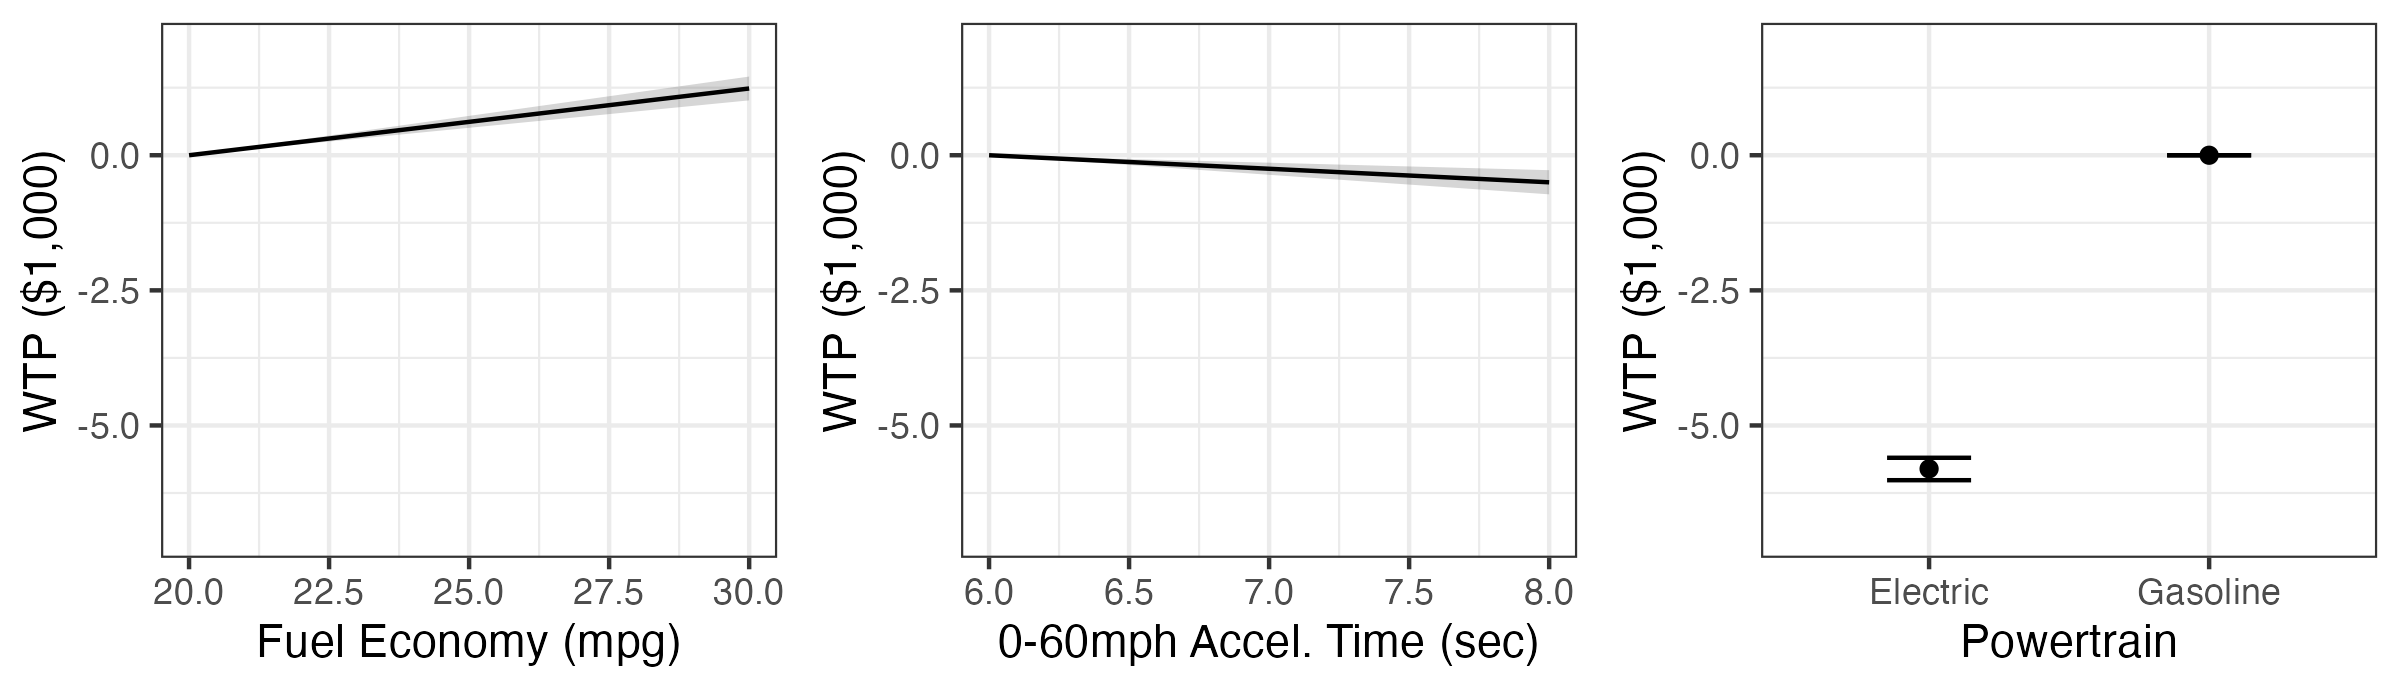 WTP ($1,000)
0.0
-2.5
-5.0
20.0 22.5 25.0 27.5 30.0
Fuel Economy (mpg)
WTP ($1,000)
0.0
-2.5
-5.0
6.0 6.5 7.0 7.5 8.0
0-60mph Accel. Time (sec)
WTP ($1,000)
0.0
-2.5
-5.0
Electric Gasoline
Powertrain